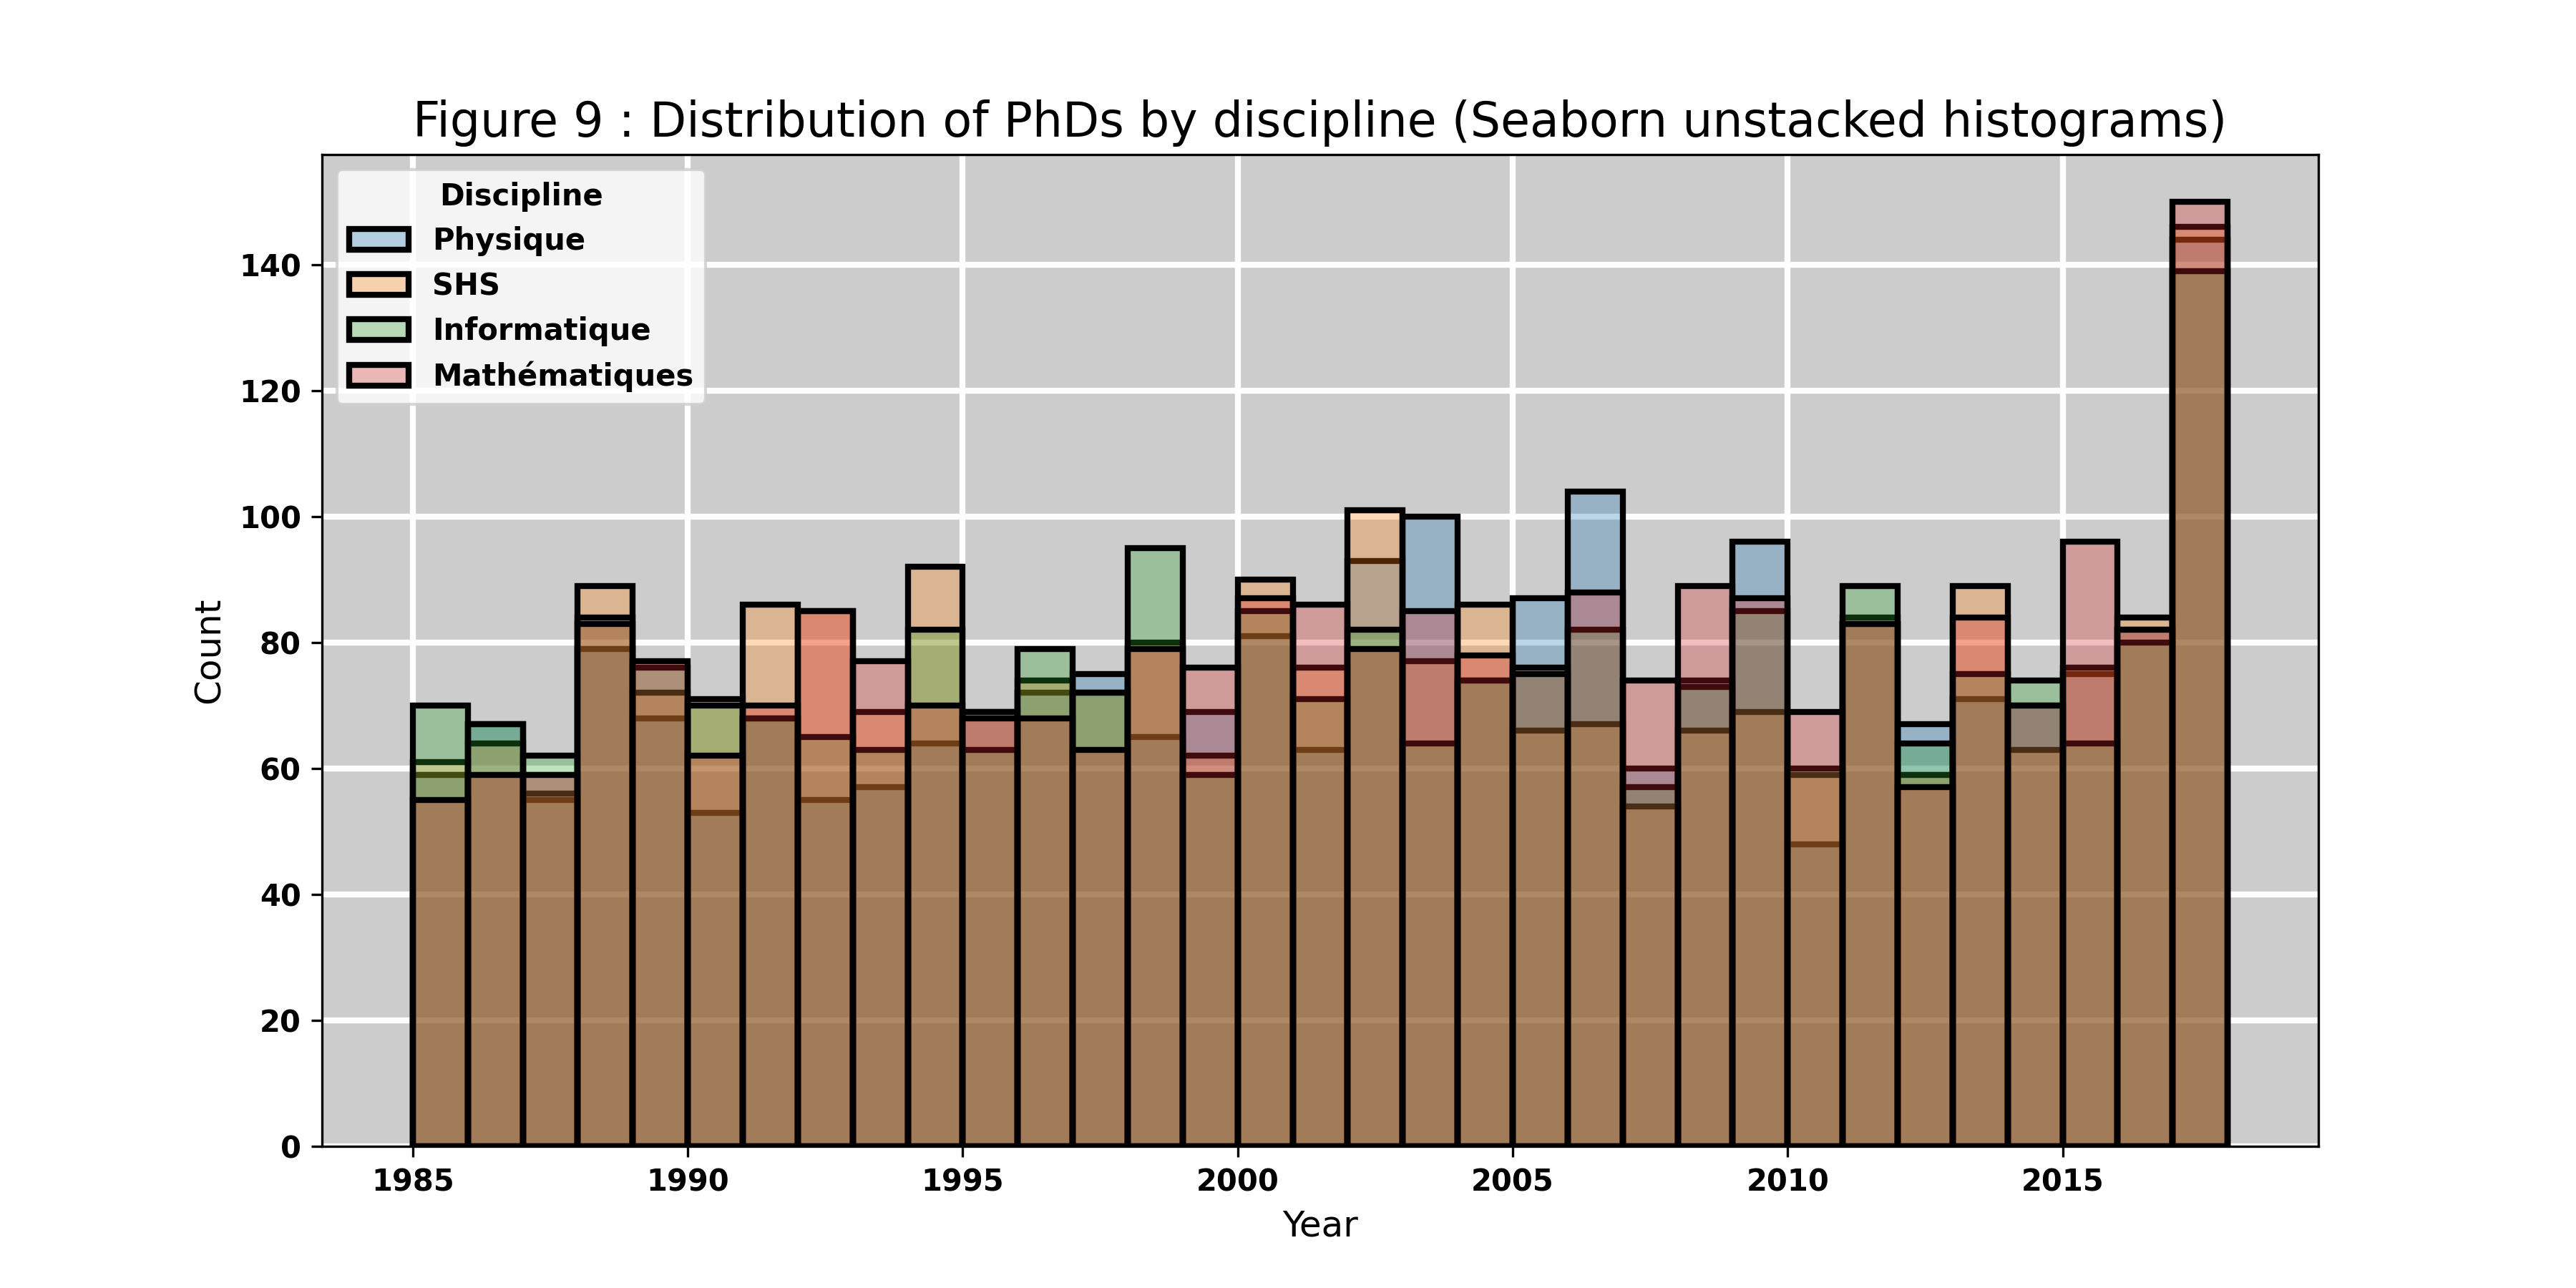 Figure 9 : Distribution of PhDs by discipline (Seaborn unstacked histograms)
Discipline
Physique
SHS
Informatique
Mathématiques
Count
140
120
100
80
60
40
20
0
1985 1990 1995 2000 2005 2010 2015
Year